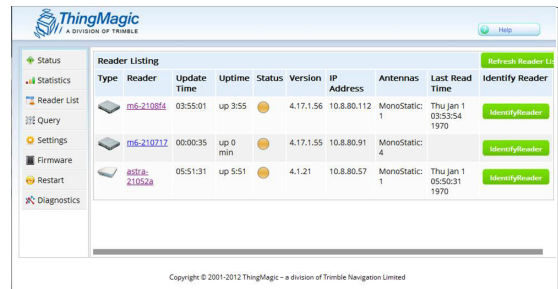 ThingMagic
A DIVISION OF TRIMBLE
Help
Status
Statistics
Reader List
Query
Settings
Firmware
Restart
Diagnostics
Reader Listing
Refresh Reader Lis
Type Reader Update Time Uptime Status Version IP Address Antennas Last Read Time Identify Reader
m6-2108f4 03:55:01 up 3:55 4.17.1.56 10.8.80.112 MonoStatic: 1 Thu Jan 1 03:53:54 1970 IdentifyReader
m6-210717 00:00:35 up 0 min 4.17.1.55 10.8.80.91 MonoStatic: 4 IdentifyReader
astra-21052a 05:51:31 up 5:51 4.1.21 10.8.80.57 MonoStatic: 1 Thu Jan 1 05:50:31 1970 IdentifyReader
Copyright © 2001-2012 ThingMagic – a division of Trimble Navigation Limited